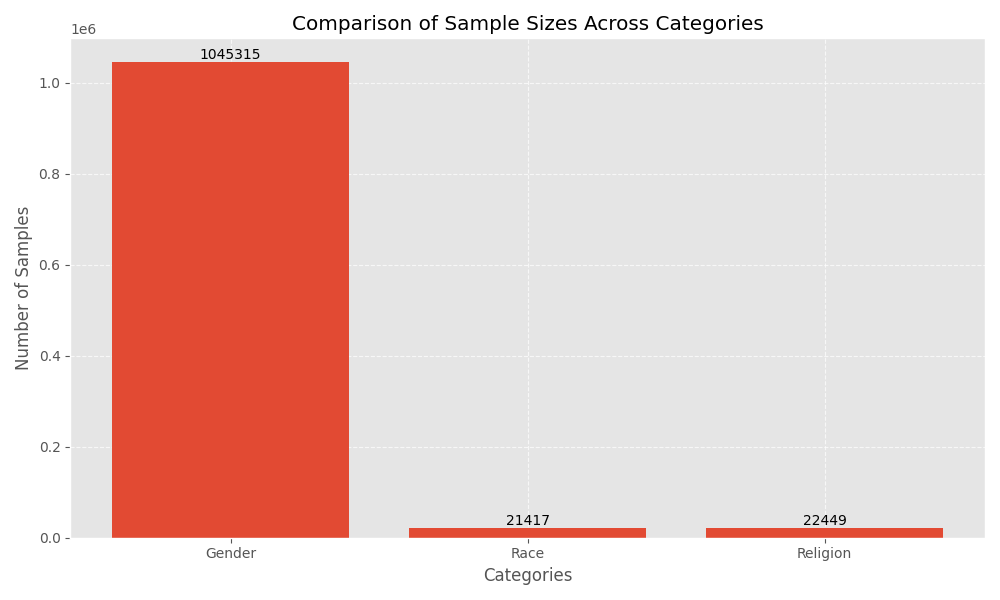 Comparison of Sample Sizes Across Categories
1e6
1045315
1.0
0.8
0.6
0.4
0.2
0.0
Number of Samples
21417
22449
Gender
Race
Religion
Categories